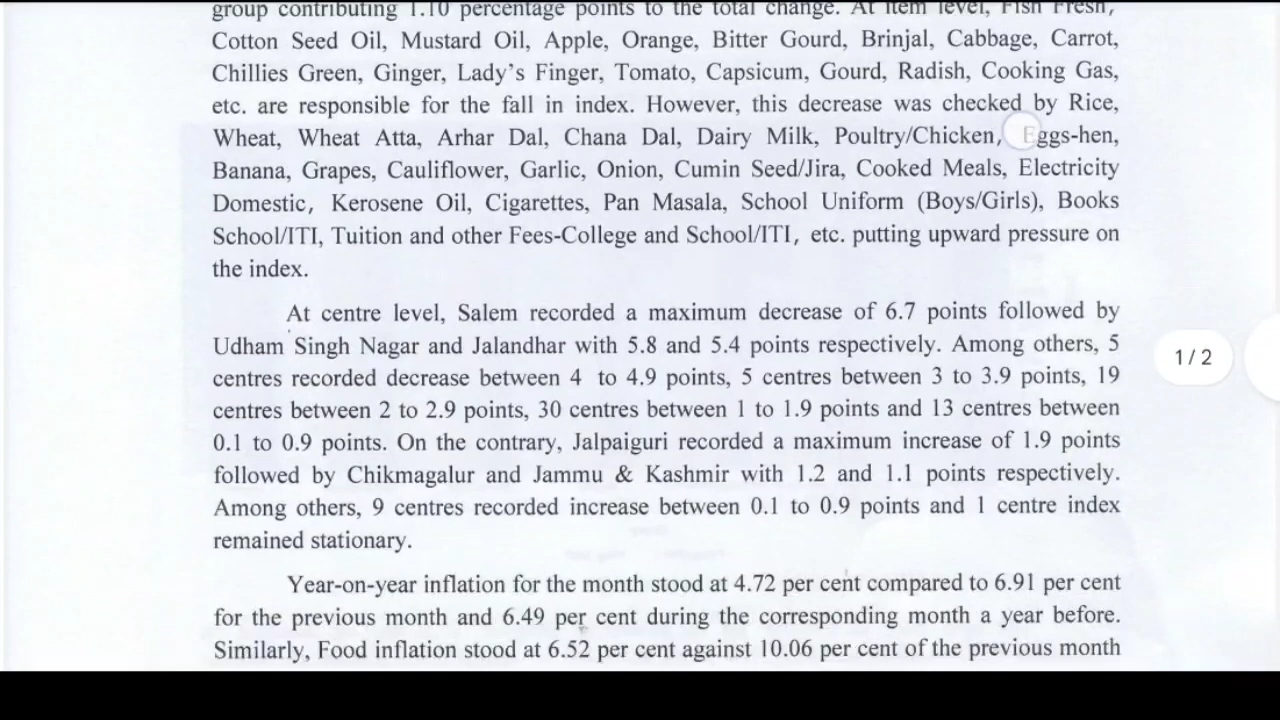 group contributing 1.10 percentage points to the total change. At item level, Fish Fresh,
Cotton Seed Oil, Mustard Oil, Apple, Orange, Bitter Gourd, Brinjal, Cabbage, Carrot,
Chillies Green, Ginger, Lady’s Finger, Tomato, Capsicum, Gourd, Radish, Cooking Gas,
etc. are responsible for the fall in index. However, this decrease was checked by Rice,
Wheat, Wheat Atta, Arhar Dal, Chana Dal, Dairy Milk, Poultry/Chicken, Eggs-hen,
Banana, Grapes, Cauliflower, Garlic, Onion, Cumin Seed/Jira, Cooked Meals, Electricity
Domestic, Kerosene Oil, Cigarettes, Pan Masala, School Uniform (Boys/Girls), Books
School/ITI, Tuition and other Fees-College and School/ITI, etc. putting upward pressure on
the index.
At centre level, Salem recorded a maximum decrease of 6.7 points followed by
Udham Singh Nagar and Jalandhar with 5.8 and 5.4 points respectively. Among others, 5
centres recorded decrease between 4 to 4.9 points, 5 centres between 3 to 3.9 points, 19
centres between 2 to 2.9 points, 30 centres between 1 to 1.9 points and 13 centres between
0.1 to 0.9 points. On the contrary, Jalpaiguri recorded a maximum increase of 1.9 points
followed by Chikmagalur and Jammu & Kashmir with 1.2 and 1.1 points respectively.
Among others, 9 centres recorded increase between 0.1 to 0.9 points and 1 centre index
remained stationary.
Year-on-year inflation for the month stood at 4.72 per cent compared to 6.91 per cent
for the previous month and 6.49 per cent during the corresponding month a year before.
Similarly, Food inflation stood at 6.52 per cent against 10.06 per cent of the previous month
1 / 2